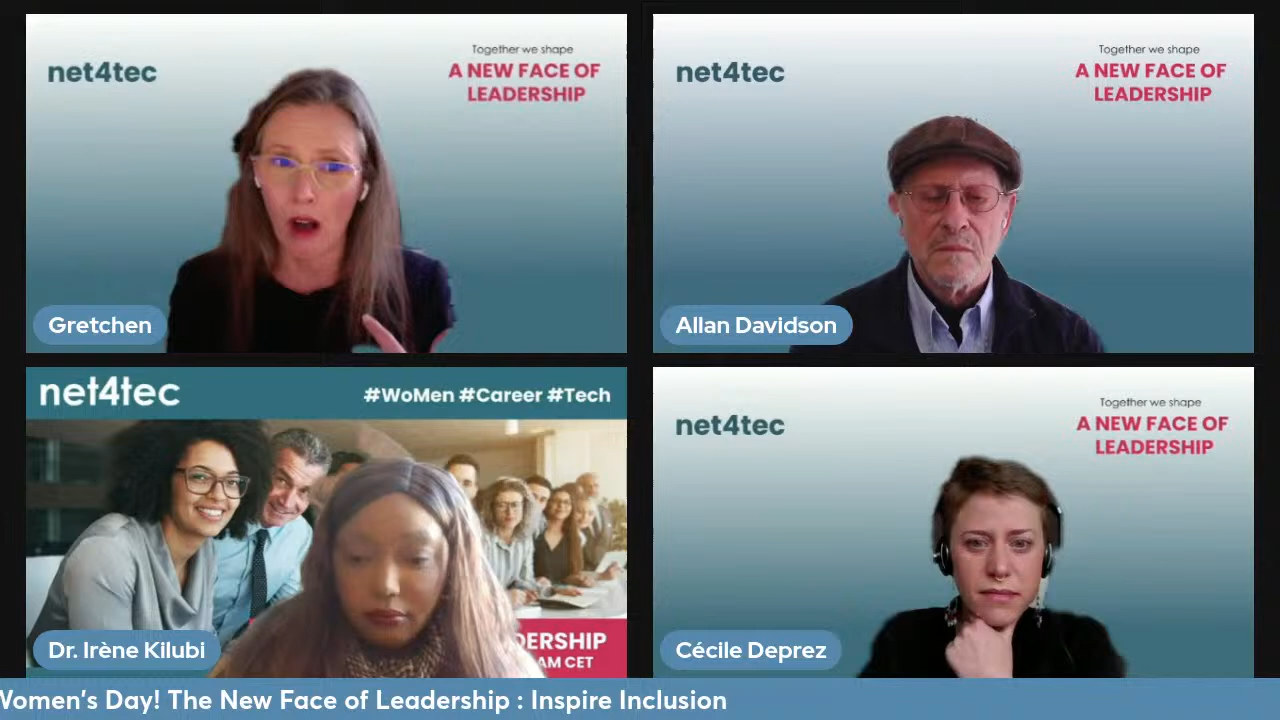 net4tec
Together we shape
A NEW FACE OF
LEADERSHIP
Gretchen
net4tec
Together we shape
A NEW FACE OF
LEADERSHIP
Allan Davidson
net4tec
#WoMen #Career #Tech
DERSHIP
AM CET
Dr. Irène Kilubi
net4tec
Together we shape
A NEW FACE OF
LEADERSHIP
Cécile Deprez
Women's Day! The New Face of Leadership : Inspire Inclusion